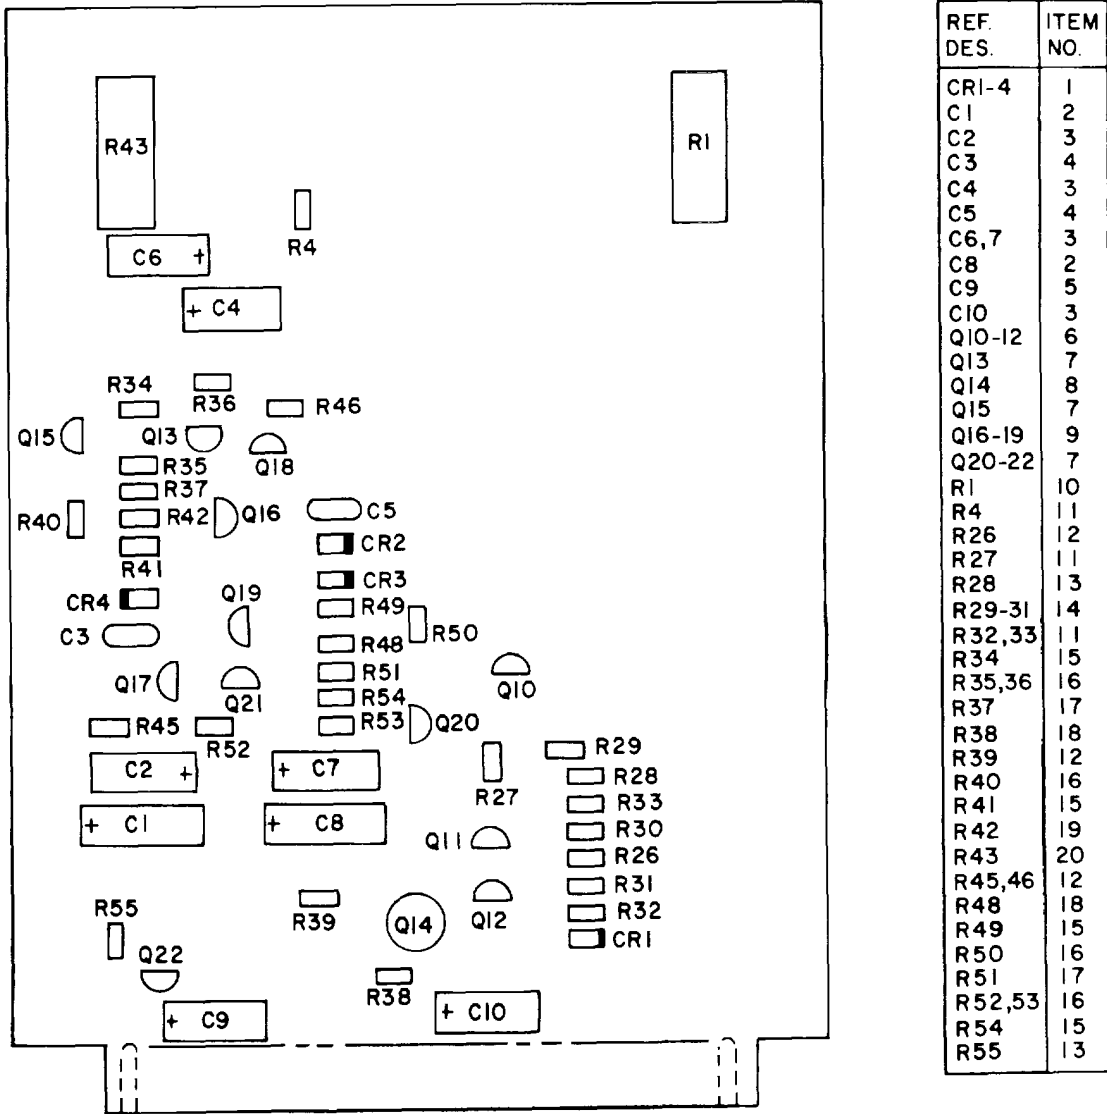 R43
R1
R4
C6 +
+ C4
R34
R36
R46
Q15
Q13
Q18
R35
R37
R40
R42
Q16
C5
R41
CR2
CR3
CR4
Q19
R49
C3
R50
R48
Q17
Q21
R51
Q10
R54
R45
R52
R53
Q20
R29
C2 +
+ C7
R27
R28
+ C1
+ C8
R33
Q11
R30
R26
R31
R55
R39
Q14
Q12
R32
CR1
Q22
R38
+ C9
+ C10
REF. DES. ITEM NO.
CR1-4 1
C1 2
C2 3
C3 4
C4 3
C5 4
C6,7 3
C8 2
C9 5
C10 3
Q10-12 6
Q13 7
Q14 8
Q15 7
Q16-19 9
Q20-22 7
R1 10
R4 11
R26 12
R27 11
R28 13
R29-31 14
R32,33 11
R34 15
R35,36 16
R37 17
R38 18
R39 12
R40 16
R41 15
R42 19
R43 20
R45,46 12
R48 18
R49 15
R50 16
R51 17
R52,53 16
R54 15
R55 13